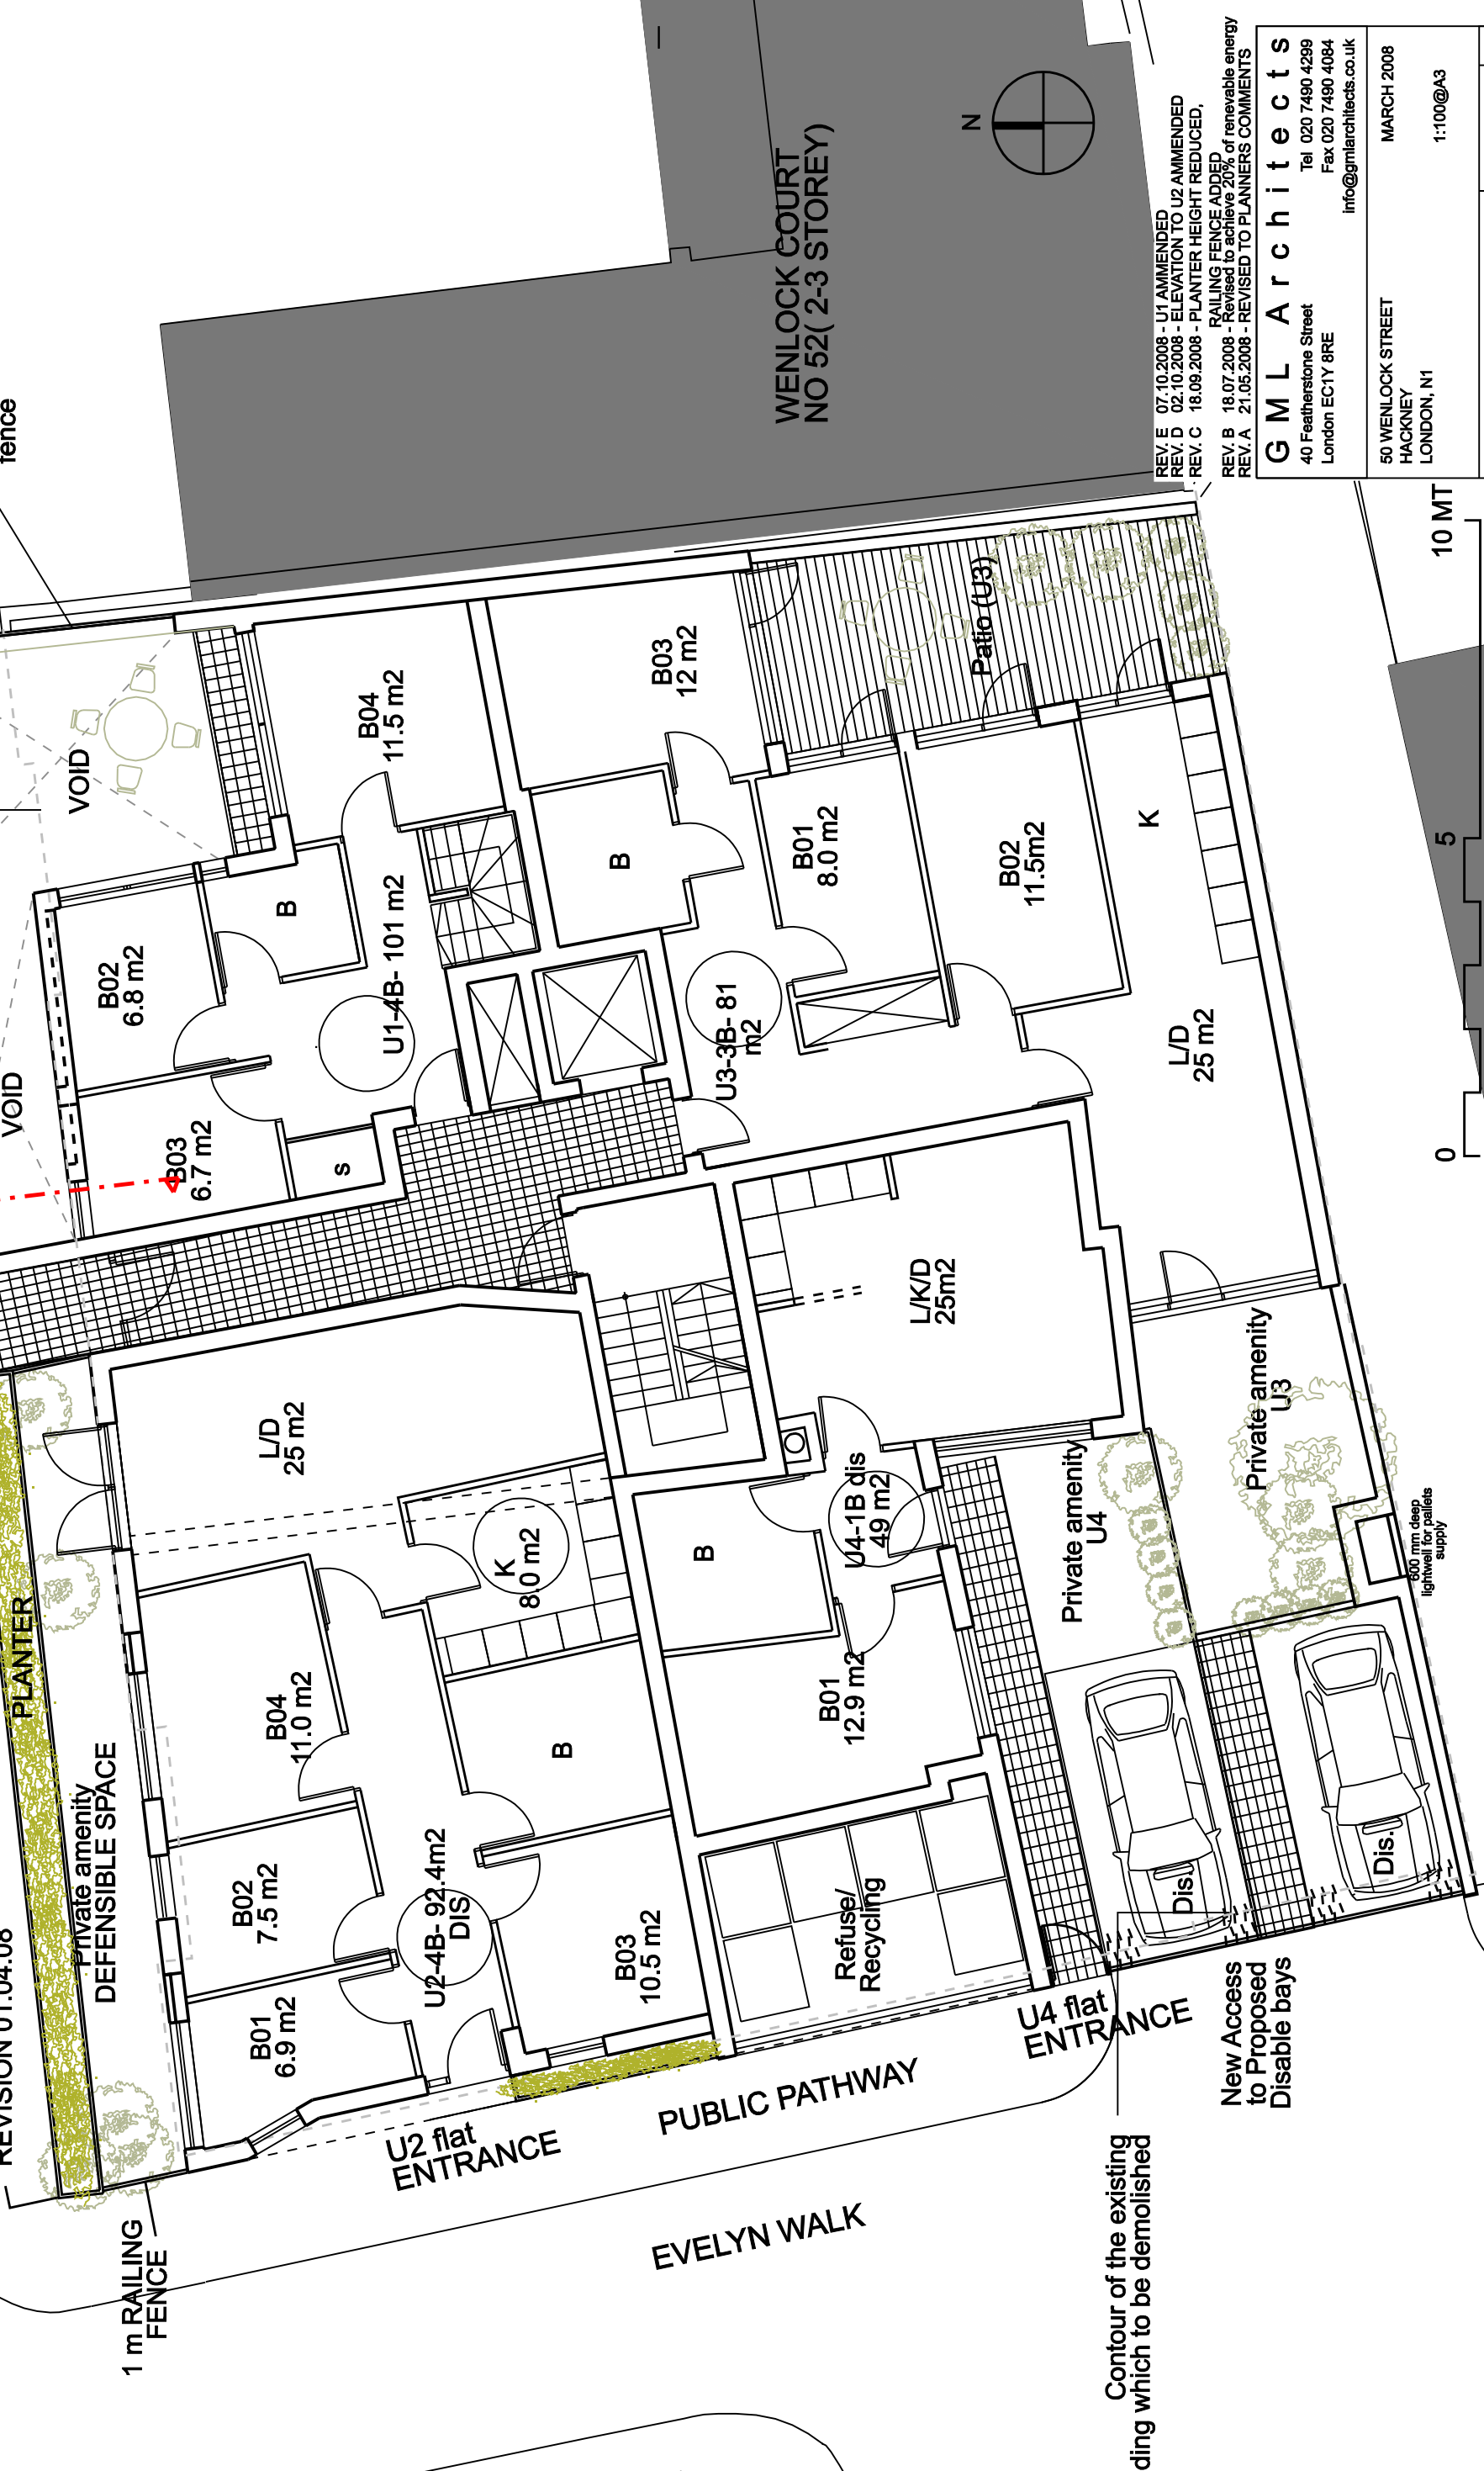 fence
WENLOCK COURT
NO 52( 2-3 STOREY)
N
REV. E 07.10.2008 - U1 AMMENDED
REV. D 02.10.2008 - ELEVATION TO U2 AMMENDED
REV. C 18.09.2008 - PLANTER HEIGHT REDUCED,
RAILING FENCE ADDED
REV. B 18.07.2008 - Revised to achieve 20% of renevable energy
REV. A 21.05.2008 - REVISED TO PLANNERS COMMENTS
G M L Architects
40 Featherstone Street
London EC1Y 8RE
Tel 020 7490 4299
Fax 020 7490 4084
info@gmlarchitects.co.uk
50 WENLOCK STREET
HACKNEY
LONDON, N1
MARCH 2008
1:100@A3
VOID
VOID
B02
6.8 m2
B
B04
11.5 m2
U1-4B- 101 m2
B03
6.7 m2
s
B03
12 m2
B
B01
8.0 m2
Patio (U3)
B02
11.5m2
K
U3-3B- 81
m2
L/D
25 m2
0
5
10 MT
L/D
25 m2
L/K/D
25m2
K
8.0 m2
B
U4-1B dis
49 m2
Private amenity
U4
Private amenity
U3
600 mm deep
lightwell for pallets
supply
PLANTER
REVISION 01.04.08
Private amenity
DEFENSIBLE SPACE
B04
11.0 m2
B
B01
12.9 m2
B02
7.5 m2
U2-4B- 92.4m2
DIS
B03
10.5 m2
B01
6.9 m2
Refuse/
Recycling
Dis.
Dis.
U4 flat
ENTRANCE
New Access
to Proposed
Disable bays
U2 flat
ENTRANCE
PUBLIC PATHWAY
EVELYN WALK
1 m RAILING
FENCE
Contour of the existing
ding which to be demolished